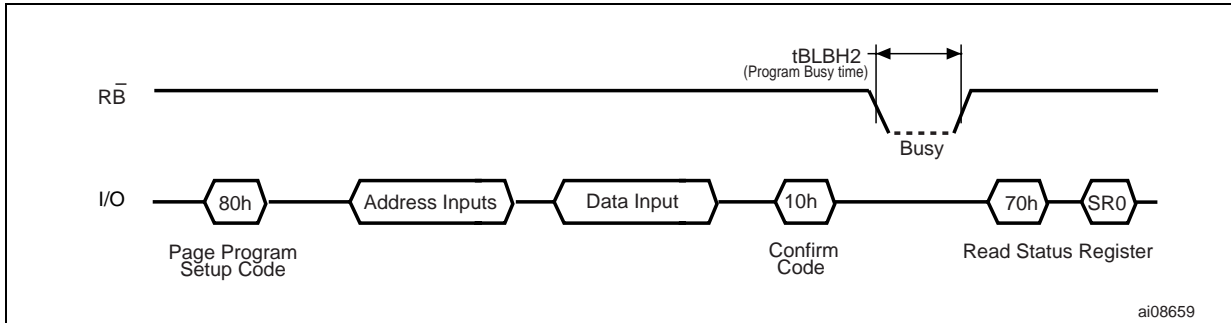 tBLBH2
(Program Busy time)
RB̅
Busy
I/O
80h
Address Inputs
Data Input
10h
70h
SR0
Page Program
Setup Code
Confirm
Code
Read Status Register
ai08659